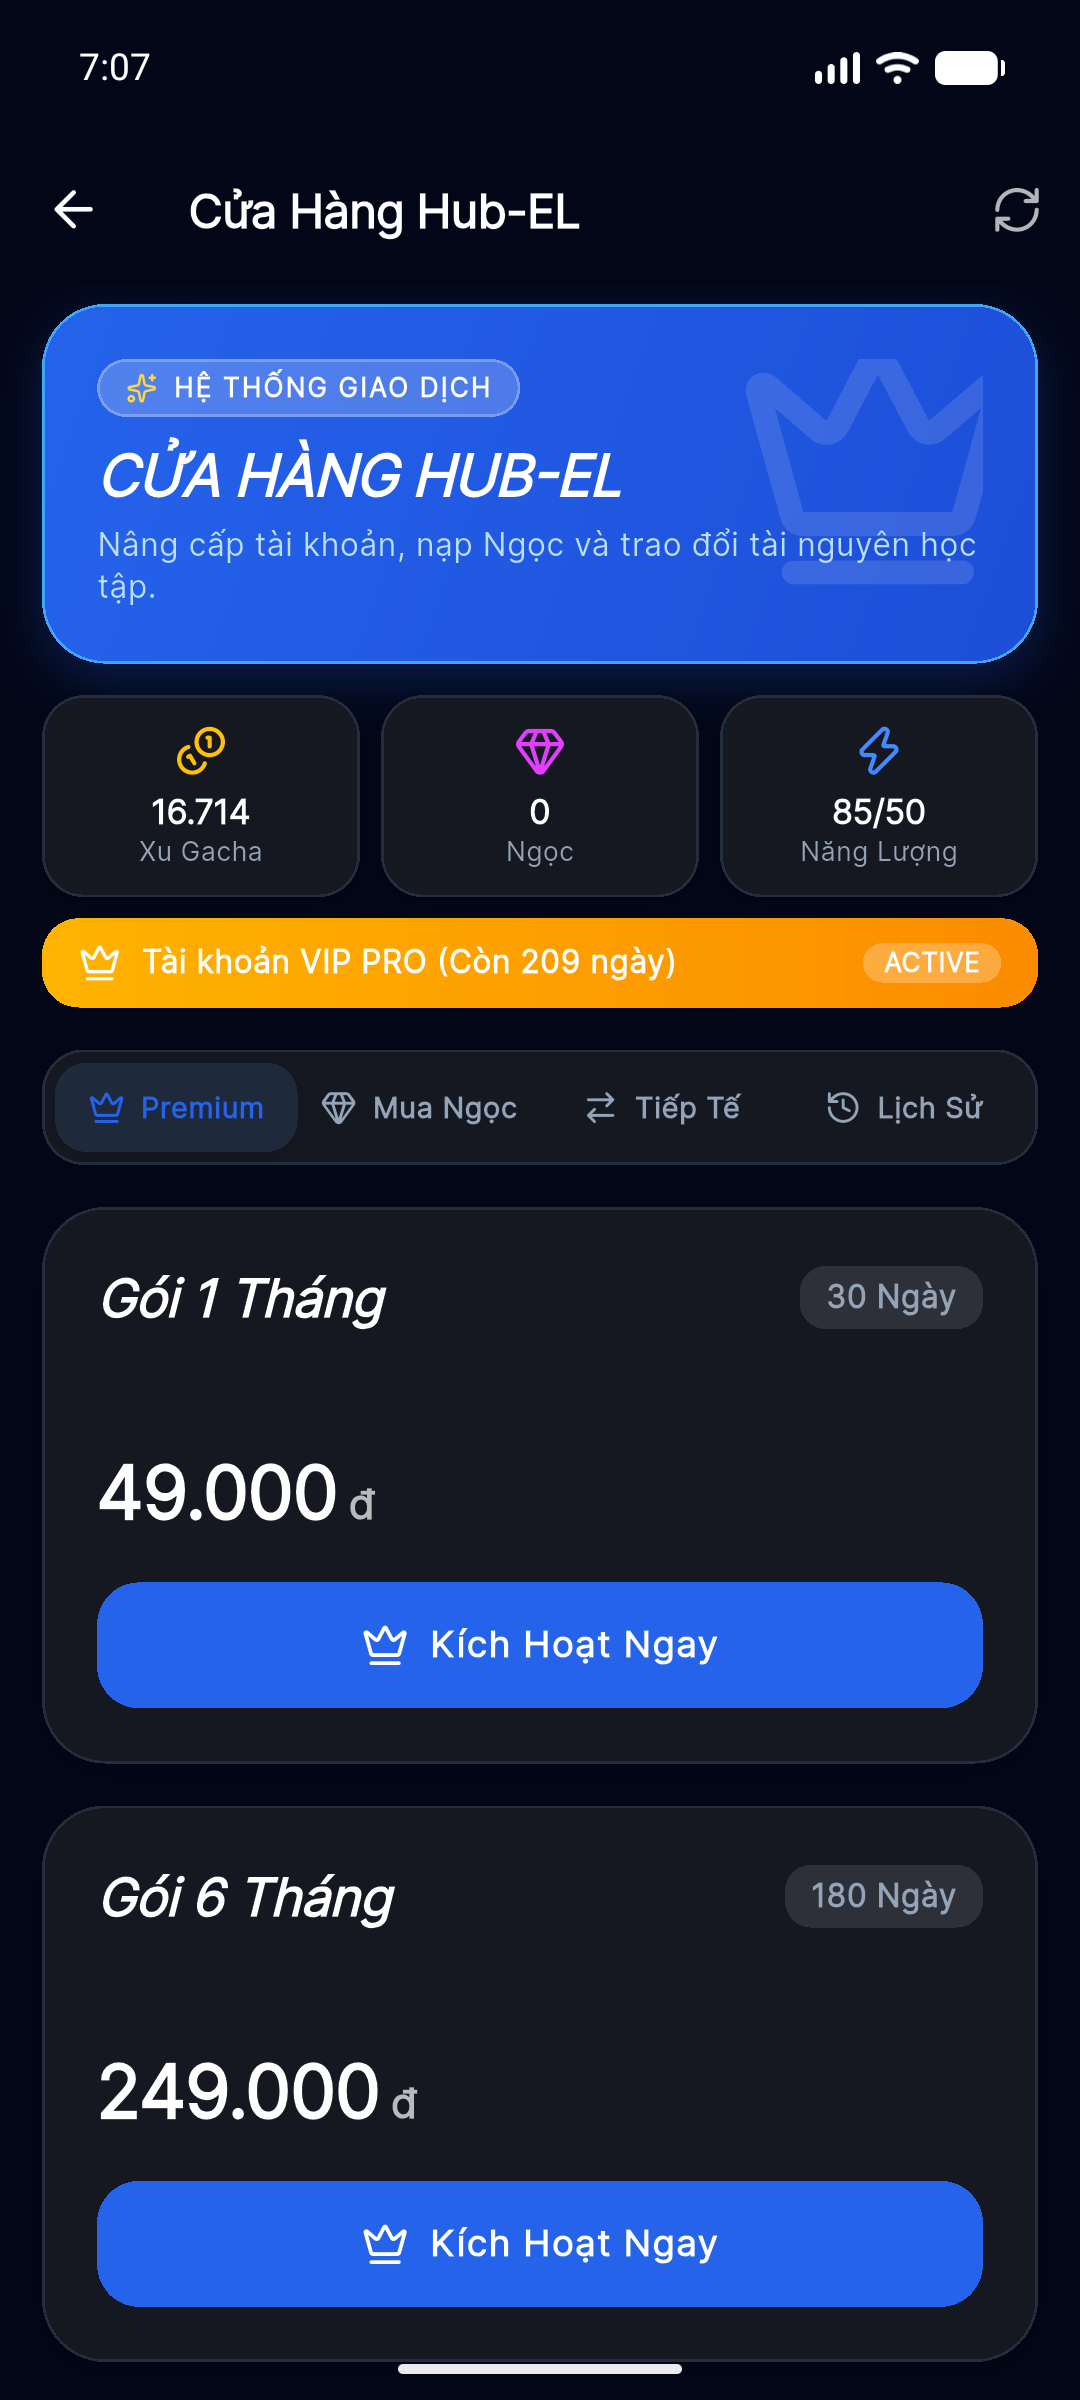 7:07
Cửa Hàng Hub-EL
HỆ THỐNG GIAO DỊCH
CỬA HÀNG HUB-EL
Nâng cấp tài khoản, nạp Ngọc và trao đổi tài nguyên học
tập.
16.714
Xu Gacha
0
Ngọc
85/50
Năng Lượng
Tài khoản VIP PRO (Còn 209 ngày)
ACTIVE
Premium
Mua Ngọc
Tiếp Tế
Lịch Sử
Gói 1 Tháng
30 Ngày
49.000 đ
Kích Hoạt Ngay
Gói 6 Tháng
180 Ngày
249.000 đ
Kích Hoạt Ngay